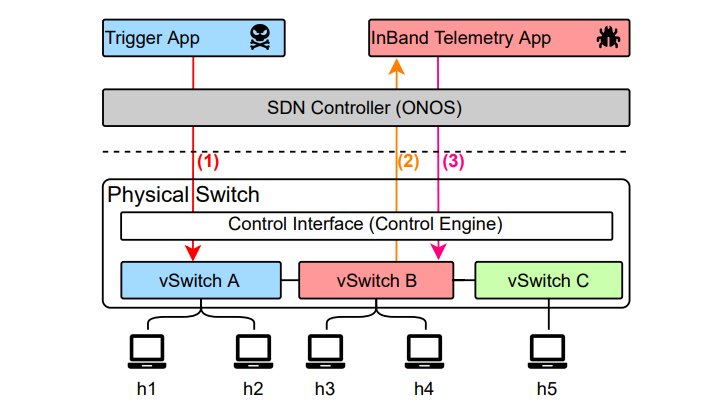 Trigger App
InBand Telemetry App
SDN Controller (ONOS)
(1)
(2)
(3)
Physical Switch
Control Interface (Control Engine)
vSwitch A
vSwitch B
vSwitch C
h1
h2
h3
h4
h5